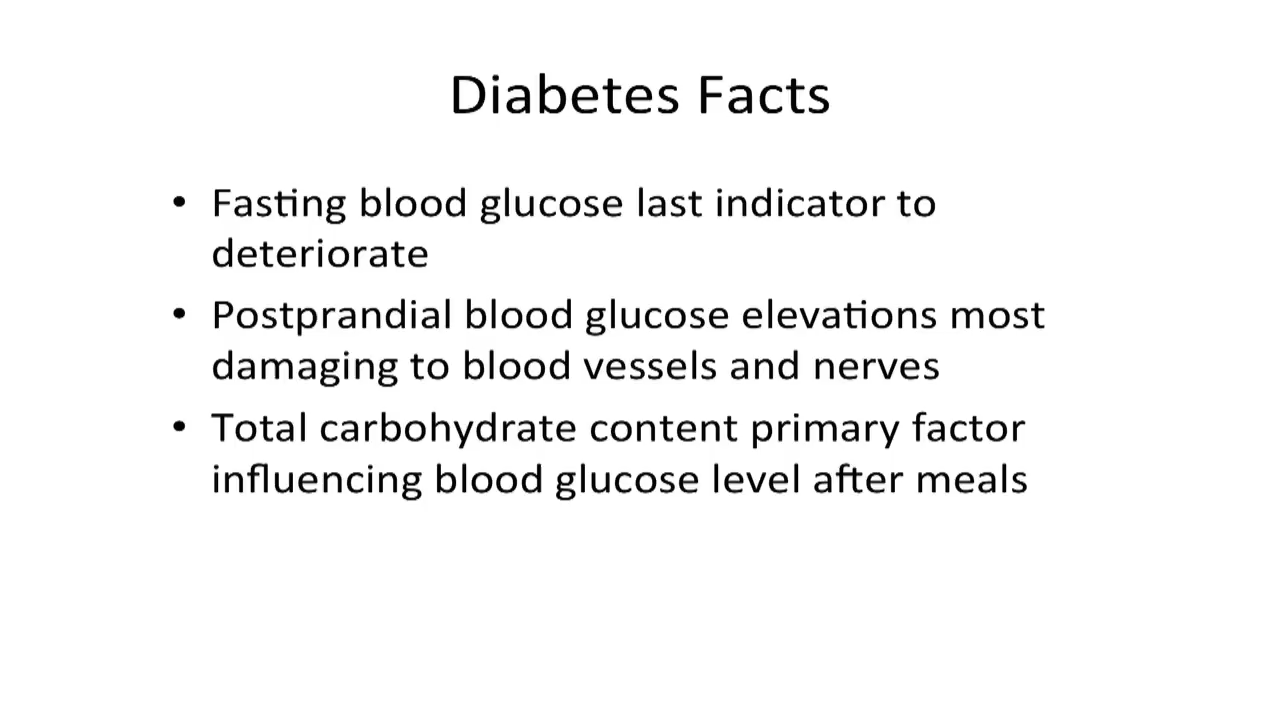 Diabetes Facts
• Fasting blood glucose last indicator to
deteriorate
• Postprandial blood glucose elevations most
damaging to blood vessels and nerves
• Total carbohydrate content primary factor
influencing blood glucose level after meals